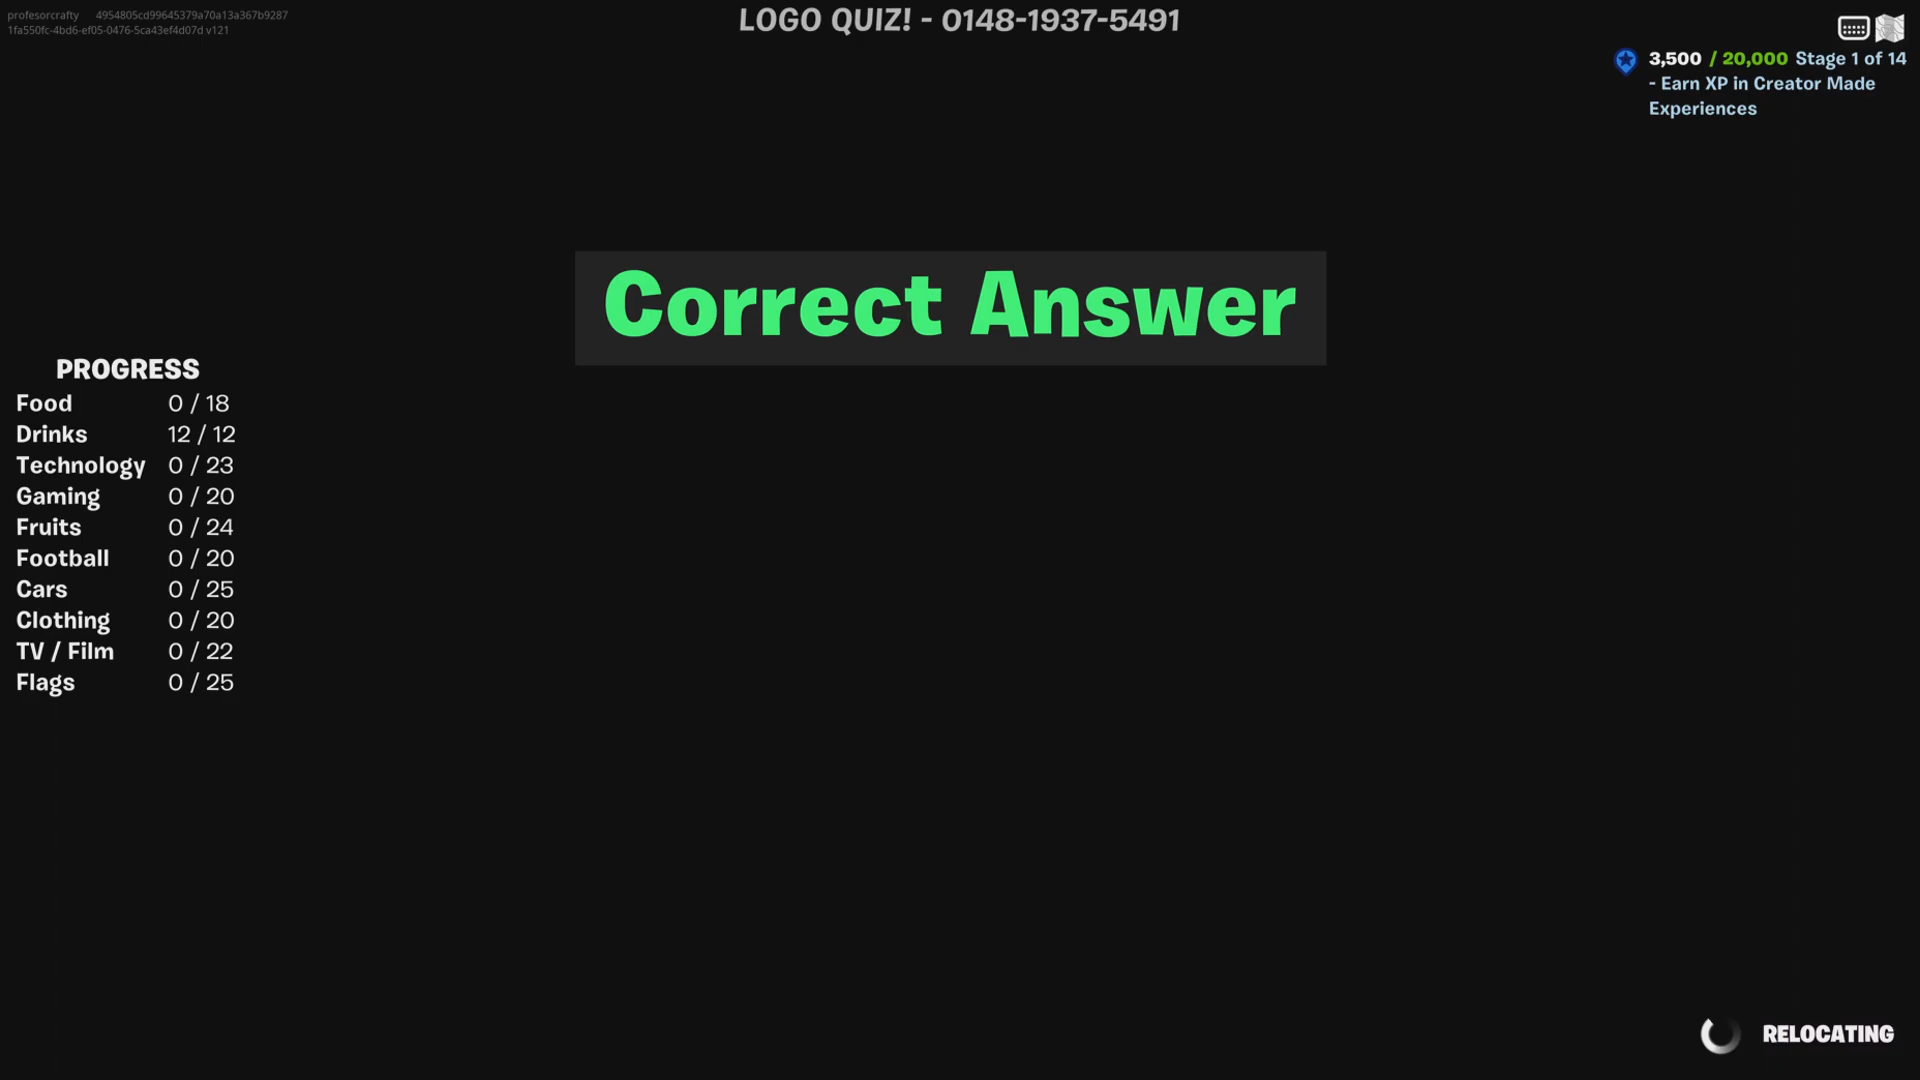 profesorcrafty 4954805cd99645379a70a13a367b9287
1fa550fc-4bd6-ef05-0476-5ca43ef4d07d v121
LOGO QUIZ! - 0148-1937-5491
3,500 / 20,000 Stage 1 of 14
- Earn XP in Creator Made
Experiences
Correct Answer
PROGRESS
Food 0 / 18
Drinks 12 / 12
Technology 0 / 23
Gaming 0 / 20
Fruits 0 / 24
Football 0 / 20
Cars 0 / 25
Clothing 0 / 20
TV / Film 0 / 22
Flags 0 / 25
RELOCATING